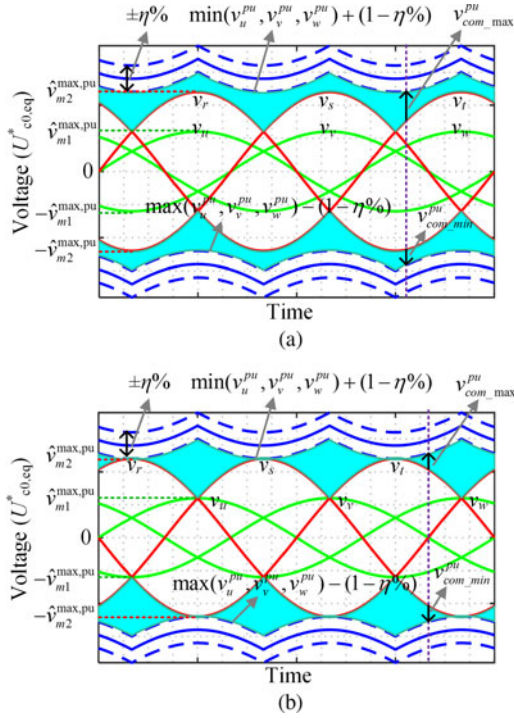 ±η% min(v_u^pu, v_v^pu, v_w^pu)+(1−η%) v_com_max^pu
Voltage (U*_c0,eq)
v̂_m2^max,pu
v̂_m1^max,pu
0
−v̂_m1^max,pu
−v̂_m2^max,pu
v_r v_s v_t
v_u v_v v_w
max(v_u^pu, v_v^pu, v_w^pu)−(1−η%) v_com_min^pu
Time
(a)
±η% min(v_u^pu, v_v^pu, v_w^pu)+(1−η%) v_com_max^pu
Voltage (U*_c0,eq)
v̂_m2^max,pu
v̂_m1^max,pu
0
−v̂_m1^max,pu
−v̂_m2^max,pu
v_r v_s v_t
v_u v_v v_w
max(v_u^pu, v_v^pu, v_w^pu)−(1−η%) v_com_min^pu
Time
(b)